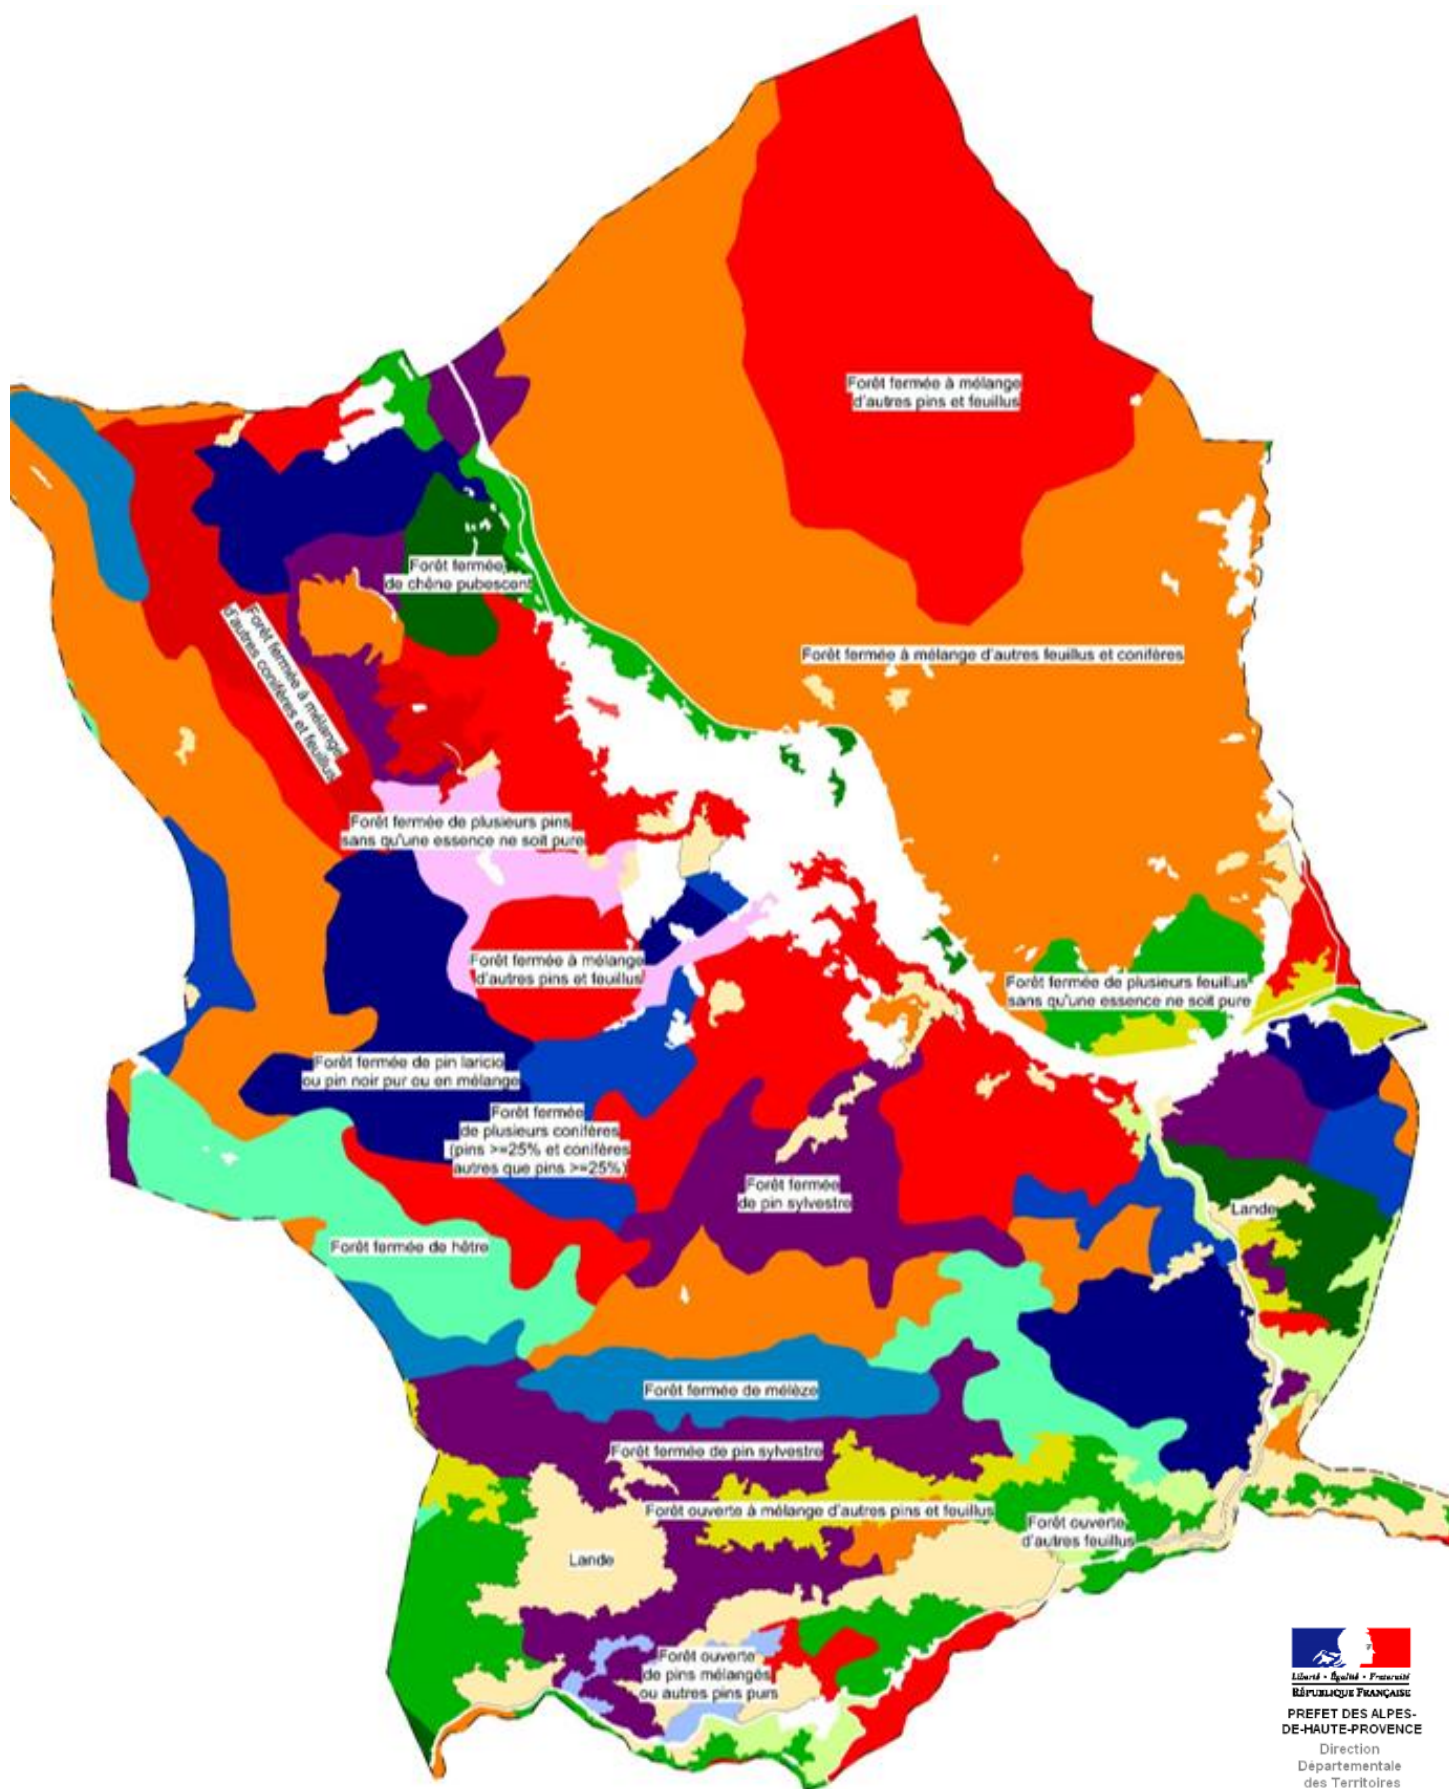 Forêt fermée à mélange
d'autres pins et feuillus
Forêt fermée
de chêne pubescent
Forêt fermée à mélange
d'autres conifères et feuillus
Forêt fermée à mélange d'autres feuillus et conifères
Forêt fermée de plusieurs pins
sans qu'une essence ne soit pure
Forêt fermée à mélange
d'autres pins et feuillus
Forêt fermée de plusieurs feuillus
sans qu'une essence ne soit pure
Forêt fermée de pin laricio
ou pin noir pur ou en mélange
Forêt fermée
de plusieurs conifères
(pins >=25% et conifères
autres que pins >=25%)
Forêt fermée
de pin sylvestre
Lande
Forêt fermée de hêtre
Forêt fermée de mélèze
Forêt fermée de pin sylvestre
Forêt ouverte à mélange d'autres pins et feuillus
Forêt ouverte
d'autres feuillus
Lande
Forêt ouverte
de pins mélangés
ou autres pins purs
Liberté • Égalité • Fraternité
RÉPUBLIQUE FRANÇAISE
PREFET DES ALPES-
DE-HAUTE-PROVENCE
Direction
Départementale
des Territoires